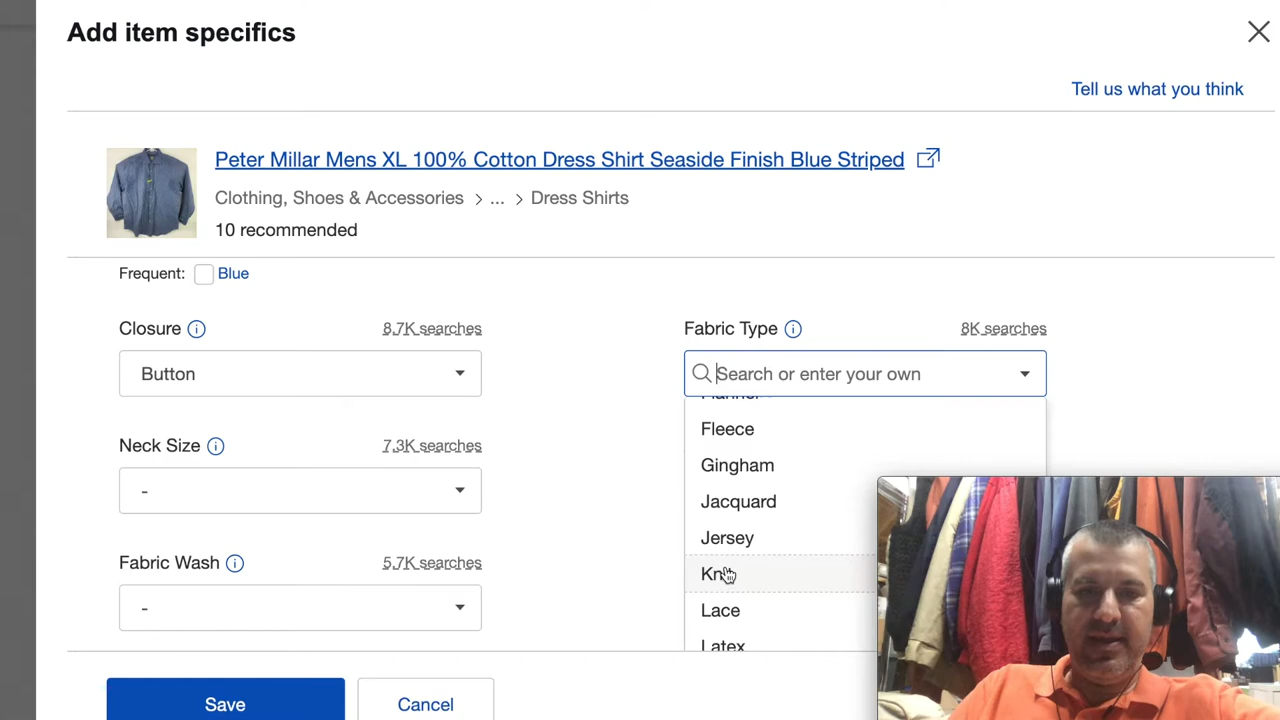 Add item specifics
Tell us what you think
Peter Millar Mens XL 100% Cotton Dress Shirt Seaside Finish Blue Striped
Clothing, Shoes & Accessories > ... > Dress Shirts
10 recommended
Frequent: Blue
Closure 8.7K searches
Button
Fabric Type 8K searches
Search or enter your own
Fleece
Gingham
Jacquard
Jersey
Lace
Latex
Neck Size 7.3K searches
-
Fabric Wash 5.7K searches
-
Save
Cancel